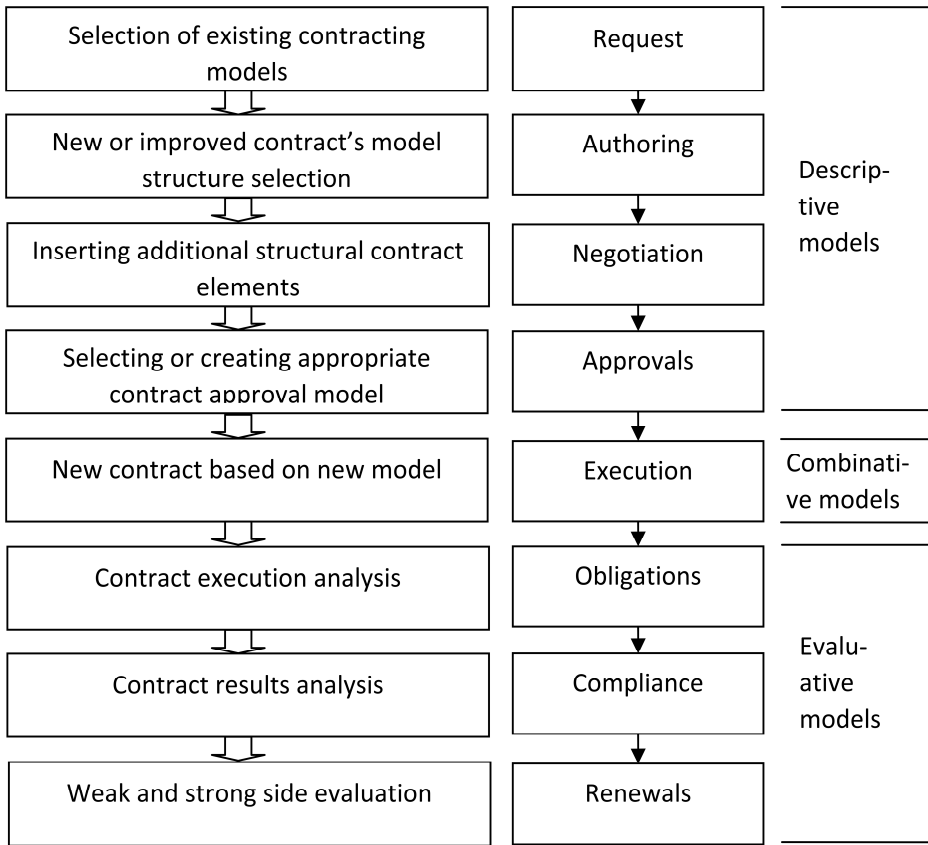 Selection of existing contracting
models
Request
New or improved contract’s model
structure selection
Authoring
Inserting additional structural contract
elements
Negotiation
Selecting or creating appropriate
contract approval model
Approvals
Descrip-
tive
models
New contract based on new model
Execution
Combinati-
ve models
Contract execution analysis
Obligations
Contract results analysis
Compliance
Weak and strong side evaluation
Renewals
Evalu-
ative
models